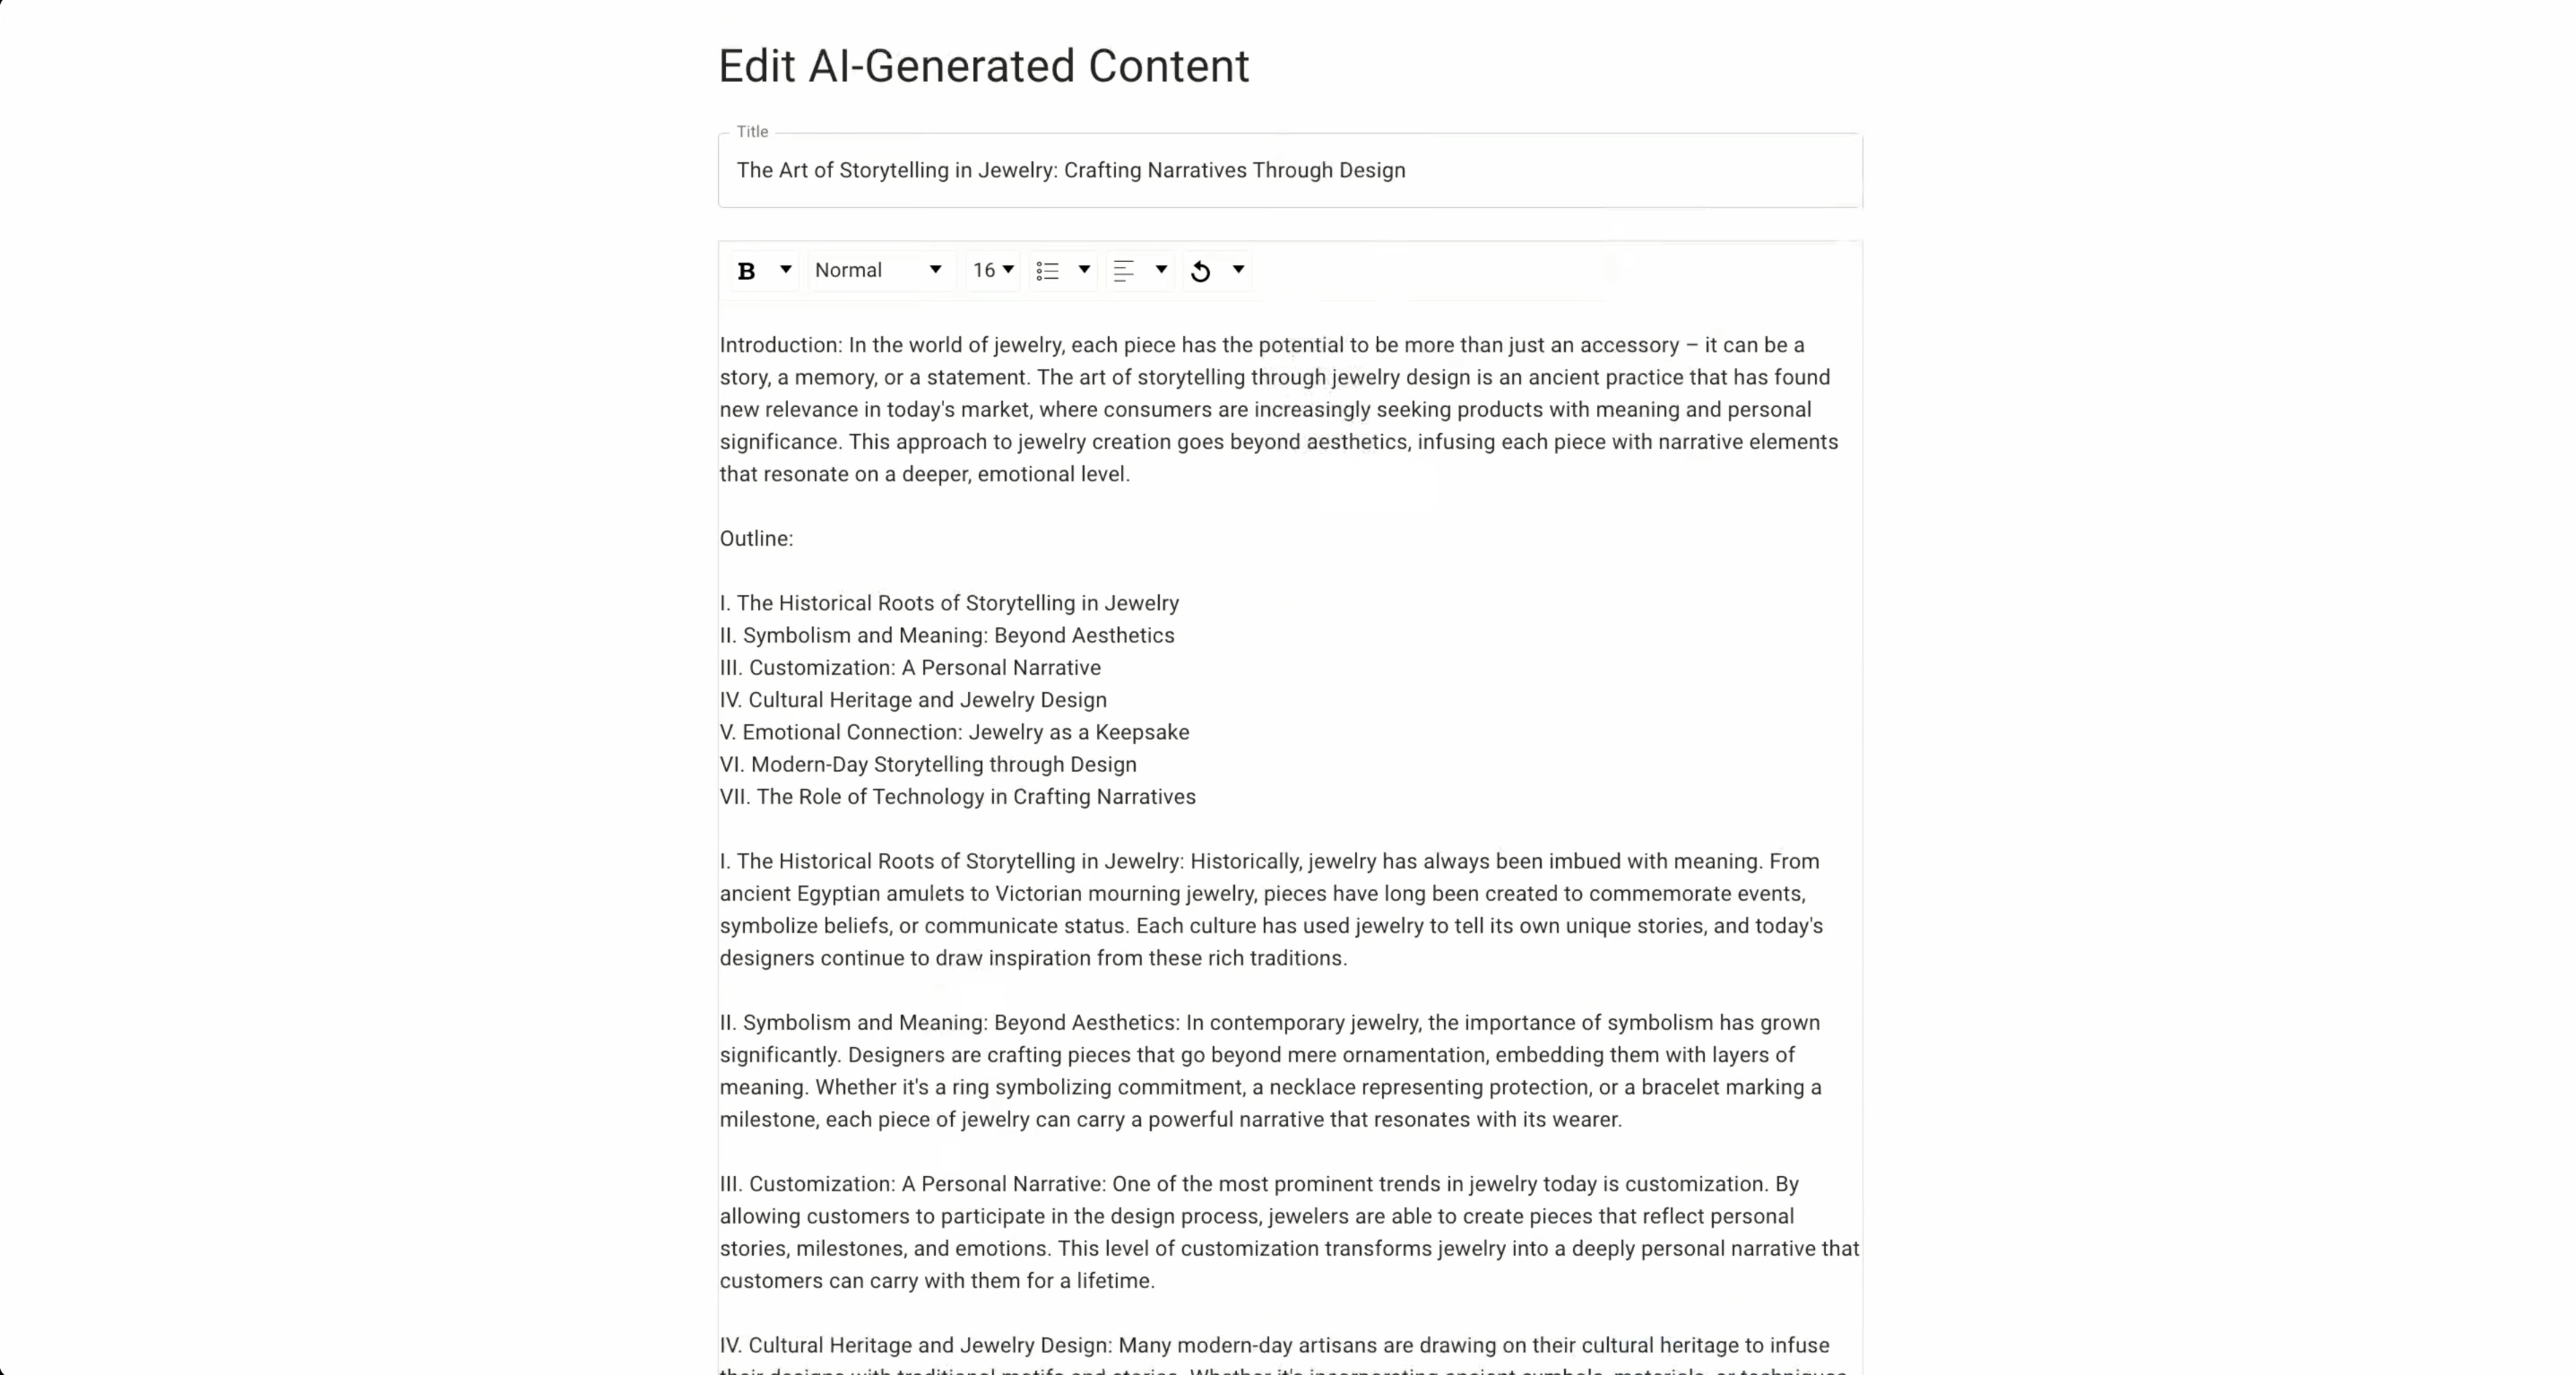 Edit AI-Generated Content
Title
The Art of Storytelling in Jewelry: Crafting Narratives Through Design
B Normal 16
Introduction: In the world of jewelry, each piece has the potential to be more than just an accessory – it can be a
story, a memory, or a statement. The art of storytelling through jewelry design is an ancient practice that has found
new relevance in today's market, where consumers are increasingly seeking products with meaning and personal
significance. This approach to jewelry creation goes beyond aesthetics, infusing each piece with narrative elements
that resonate on a deeper, emotional level.
Outline:
I. The Historical Roots of Storytelling in Jewelry
II. Symbolism and Meaning: Beyond Aesthetics
III. Customization: A Personal Narrative
IV. Cultural Heritage and Jewelry Design
V. Emotional Connection: Jewelry as a Keepsake
VI. Modern-Day Storytelling through Design
VII. The Role of Technology in Crafting Narratives
I. The Historical Roots of Storytelling in Jewelry: Historically, jewelry has always been imbued with meaning. From
ancient Egyptian amulets to Victorian mourning jewelry, pieces have long been created to commemorate events,
symbolize beliefs, or communicate status. Each culture has used jewelry to tell its own unique stories, and today's
designers continue to draw inspiration from these rich traditions.
II. Symbolism and Meaning: Beyond Aesthetics: In contemporary jewelry, the importance of symbolism has grown
significantly. Designers are crafting pieces that go beyond mere ornamentation, embedding them with layers of
meaning. Whether it's a ring symbolizing commitment, a necklace representing protection, or a bracelet marking a
milestone, each piece of jewelry can carry a powerful narrative that resonates with its wearer.
III. Customization: A Personal Narrative: One of the most prominent trends in jewelry today is customization. By
allowing customers to participate in the design process, jewelers are able to create pieces that reflect personal
stories, milestones, and emotions. This level of customization transforms jewelry into a deeply personal narrative that
customers can carry with them for a lifetime.
IV. Cultural Heritage and Jewelry Design: Many modern-day artisans are drawing on their cultural heritage to infuse
their designs with traditional motifs and stories. Whether it's incorporating ancient symbols, materials, or techniques